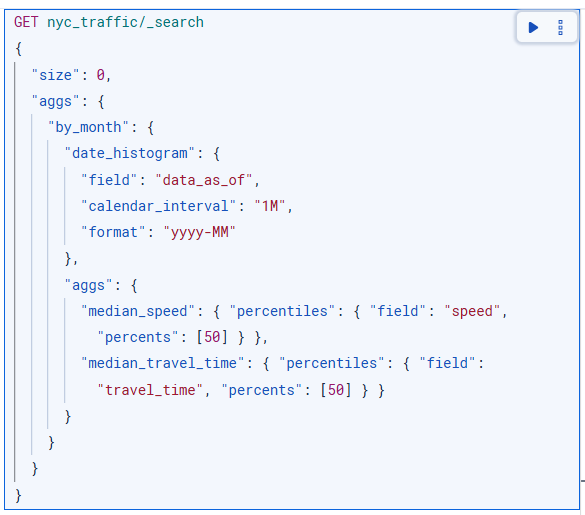 GET nyc_traffic/_search
{
"size": 0,
"aggs": {
"by_month": {
"date_histogram": {
"field": "data_as_of",
"calendar_interval": "1M",
"format": "yyyy-MM"
},
"aggs": {
"median_speed": { "percentiles": { "field": "speed",
"percents": [50] } },
"median_travel_time": { "percentiles": { "field":
"travel_time", "percents": [50] } }
}
}
}
}